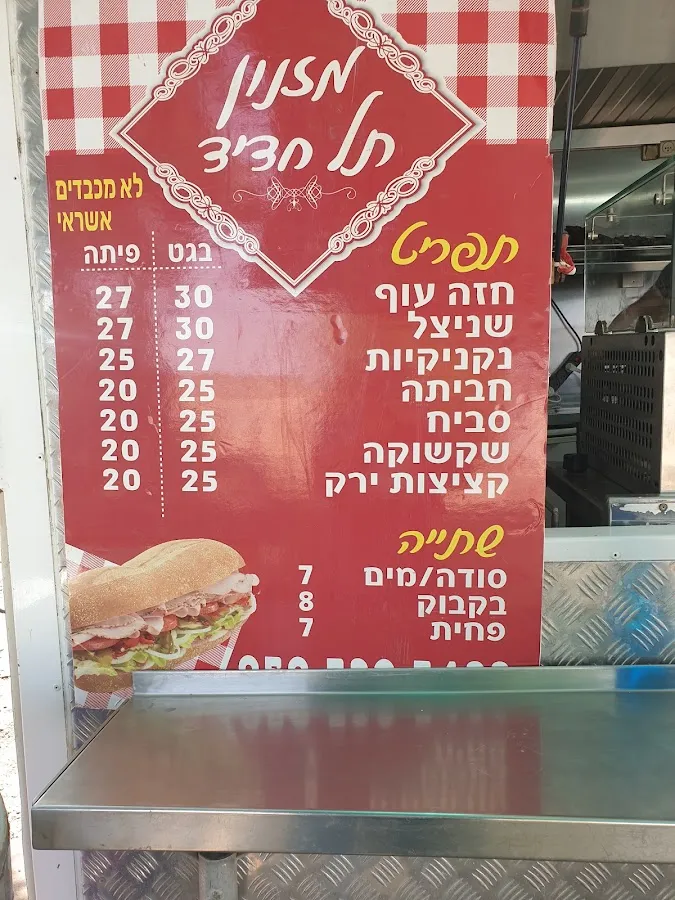 מזנון
תל חדיד
לא מכבדים
אשראי
תפריט
בגט פיתה
חזה עוף 30 27
שניצל 30 27
נקניקיות 27 25
חביתה 25 20
סביח 25 20
שקשוקה 25 20
קציצות ירק 25 20
שתייה
סודה/מים 7
בקבוק 8
פחית 7